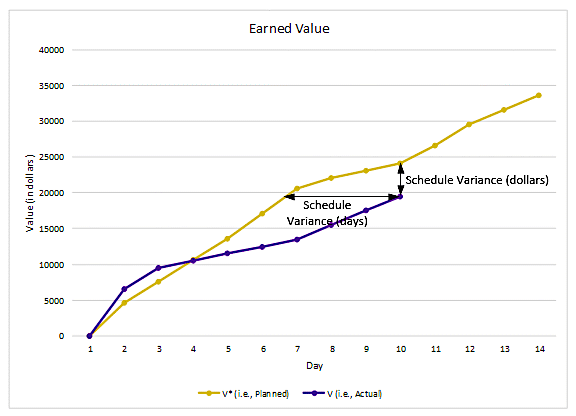 Earned Value
40000
35000
30000
25000
20000
15000
10000
5000
0
Value (in dollars)
Schedule Variance (dollars)
Schedule
Variance (days)
1 2 3 4 5 6 7 8 9 10 11 12 13 14
Day
V* (i.e., Planned) V (i.e., Actual)